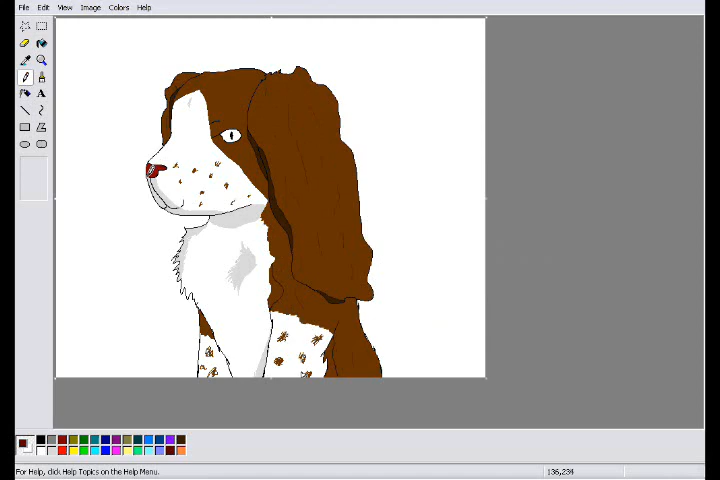 File Edit View Image Colors Help
A
For Help, click Help Topics on the Help Menu. 136,234